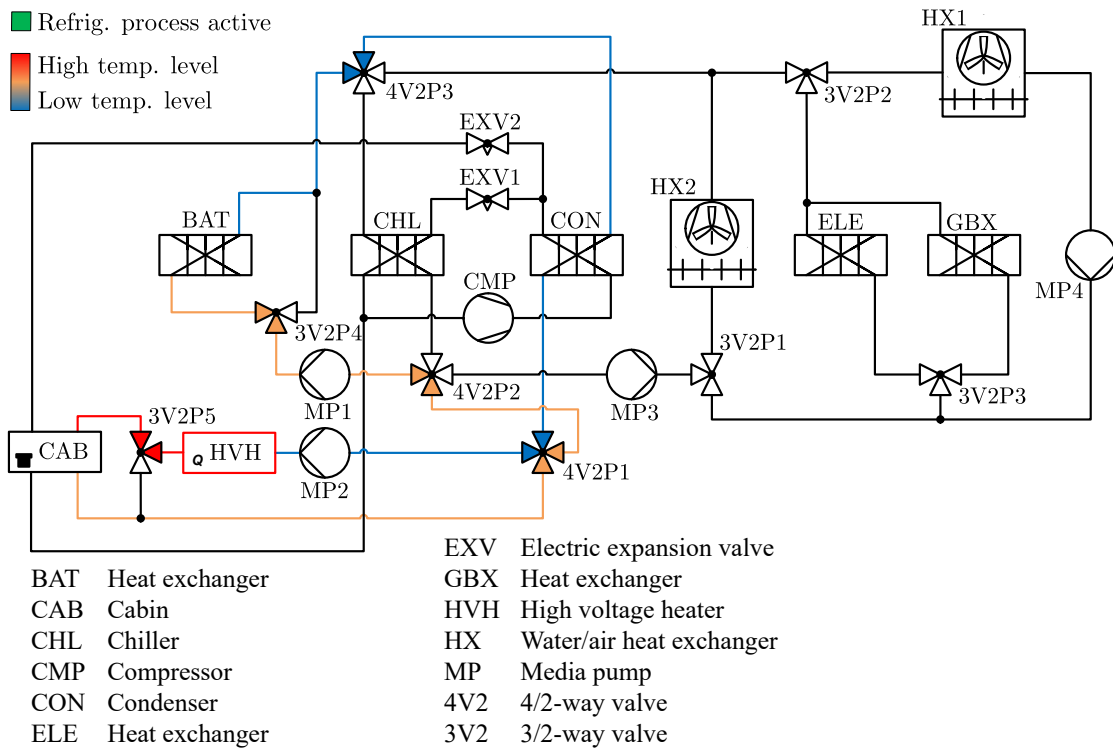 HX1
Refrig. process active
High temp. level
Low temp. level
4V2P3
3V2P2
EXV2
EXV1
HX2
BAT
CHL
CON
ELE
GBX
CMP
MP4
3V2P4
3V2P1
4V2P2
MP1
MP3
3V2P3
3V2P5
CAB
Q HVH
MP2
4V2P1
EXV Electric expansion valve
BAT Heat exchanger
GBX Heat exchanger
CAB Cabin
HVH High voltage heater
CHL Chiller
HX Water/air heat exchanger
CMP Compressor
MP Media pump
CON Condenser
4V2 4/2-way valve
ELE Heat exchanger
3V2 3/2-way valve